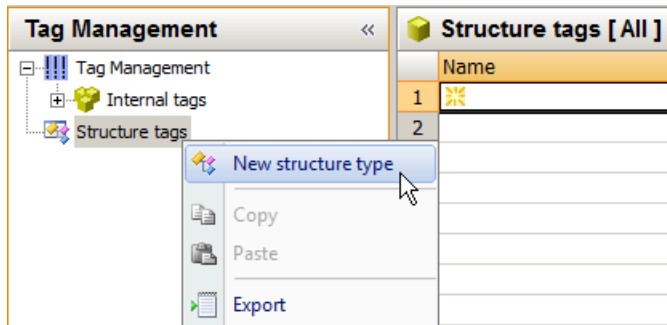 Tag Management «
Structure tags [ All ]
Tag Management
Name
Internal tags
1
Structure tags
2
New structure type
Copy
Paste
Export